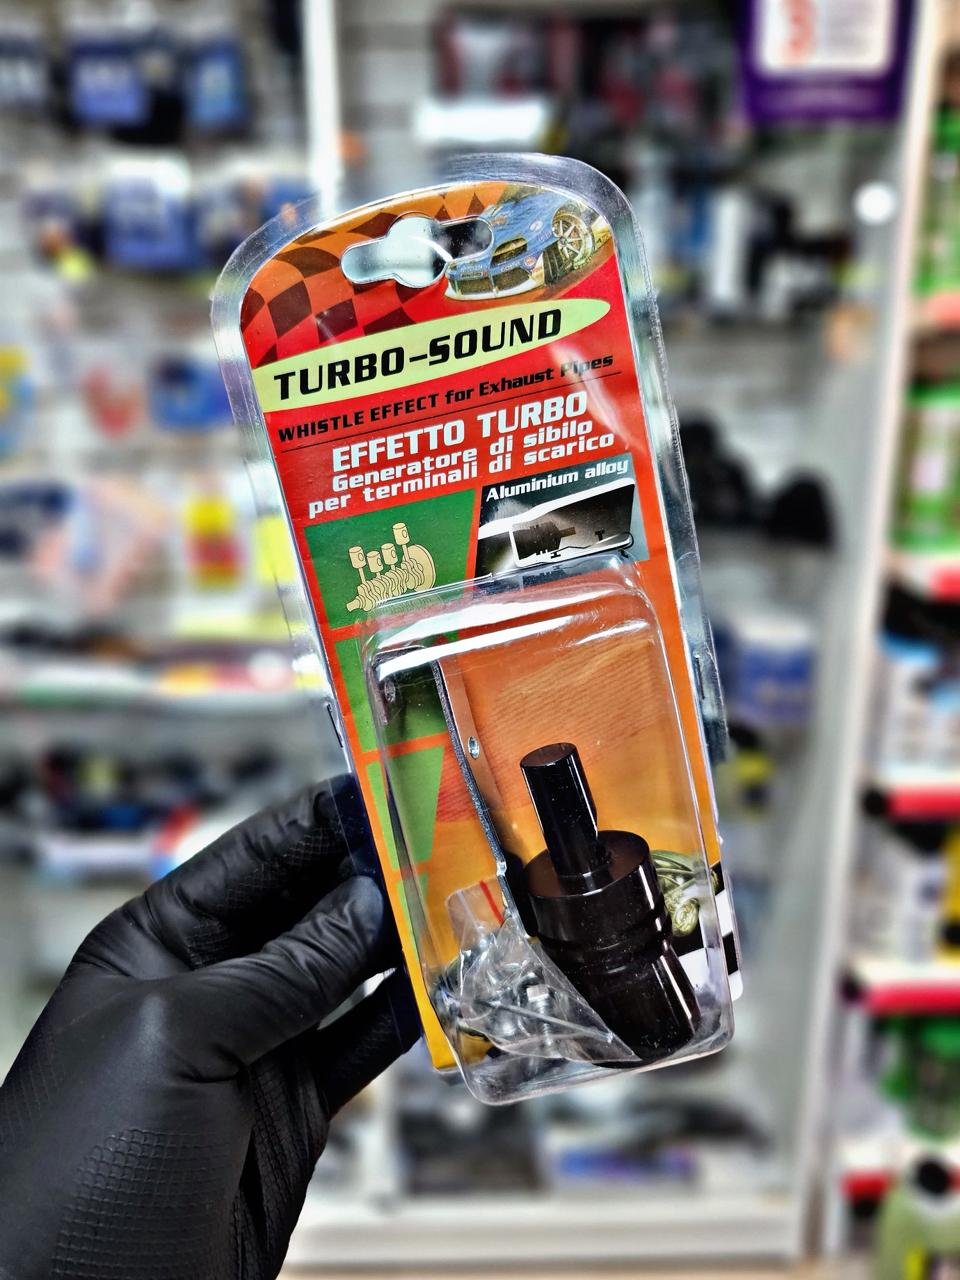 TURBO-SOUND
WHISTLE EFFECT for Exhaust Pipes
EFFETTO TURBO
Generatore di sibilo
per terminali di scarico
Aluminium alloy